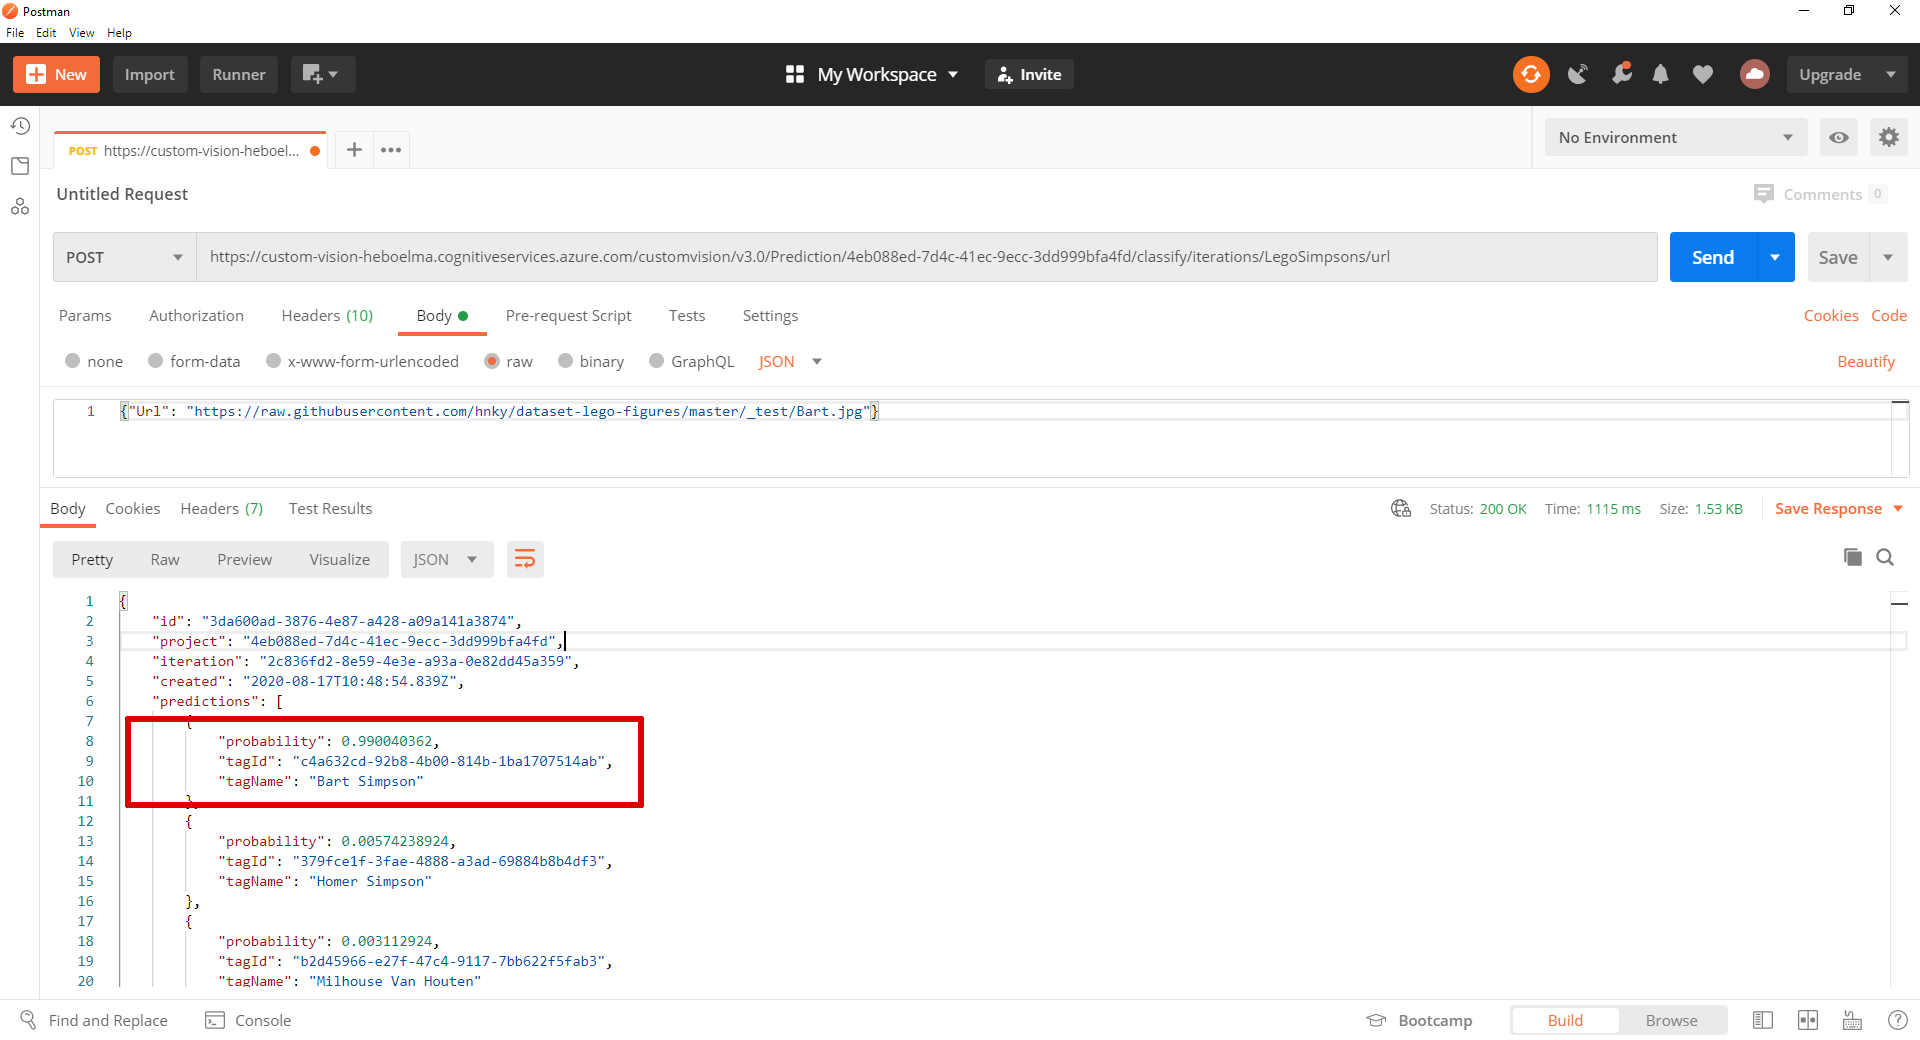 Postman
File Edit View Help
New Import Runner My Workspace Invite Upgrade
POST https://custom-vision-heboel... No Environment
Untitled Request Comments 0
POST https://custom-vision-heboelma.cognitiveservices.azure.com/customvision/v3.0/Prediction/4eb088ed-7d4c-41ec-9ecc-3dd999bfa4fd/classify/iterations/LegoSimpsons/url Send Save
Params Authorization Headers (10) Body Pre-request Script Tests Settings Cookies Code
none form-data x-www-form-urlencoded raw binary GraphQL JSON Beautify
1 {"Url": "https://raw.githubusercontent.com/hnky/dataset-lego-figures/master/_test/Bart.jpg"}
Body Cookies Headers (7) Test Results Status: 200 OK Time: 1115 ms Size: 1.53 KB Save Response
Pretty Raw Preview Visualize JSON
1 {
2 "id": "3da600ad-3876-4e87-a428-a09a141a3874",
3 "project": "4eb088ed-7d4c-41ec-9ecc-3dd999bfa4fd",
4 "iteration": "2c836fd2-8e59-4e3e-a93a-0e82dd45a359",
5 "created": "2020-08-17T10:48:54.839Z",
6 "predictions": [
7 {
8 "probability": 0.990040362,
9 "tagId": "c4a632cd-92b8-4b00-814b-1ba1707514ab",
10 "tagName": "Bart Simpson"
11 },
12 {
13 "probability": 0.00574238924,
14 "tagId": "379fce1f-3fae-4888-a3ad-69884b8b4df3",
15 "tagName": "Homer Simpson"
16 },
17 {
18 "probability": 0.003112924,
19 "tagId": "b2d45966-e27f-47c4-9117-7bb622f5fab3",
20 "tagName": "Milhouse Van Houten"
Find and Replace Console Bootcamp Build Browse